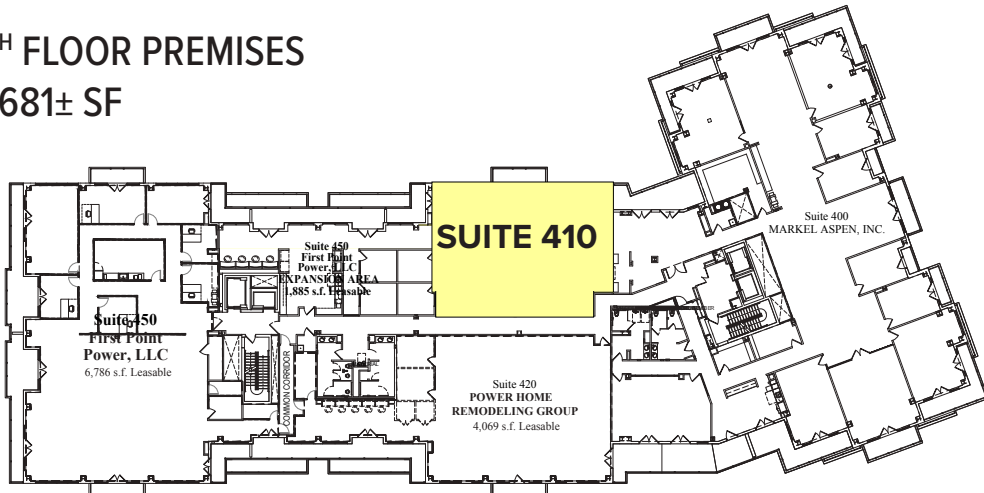 H FLOOR PREMISES
681± SF
SUITE 410
Suite 400
MARKEL ASPEN, INC.
Suite 450
First Point
Power, LLC
EXPANSION AREA
1,885 s.f. Leasable
Suite 450
First Point
Power, LLC
6,786 s.f. Leasable
COMMON CORRIDOR
Suite 420
POWER HOME
REMODELING GROUP
4,069 s.f. Leasable